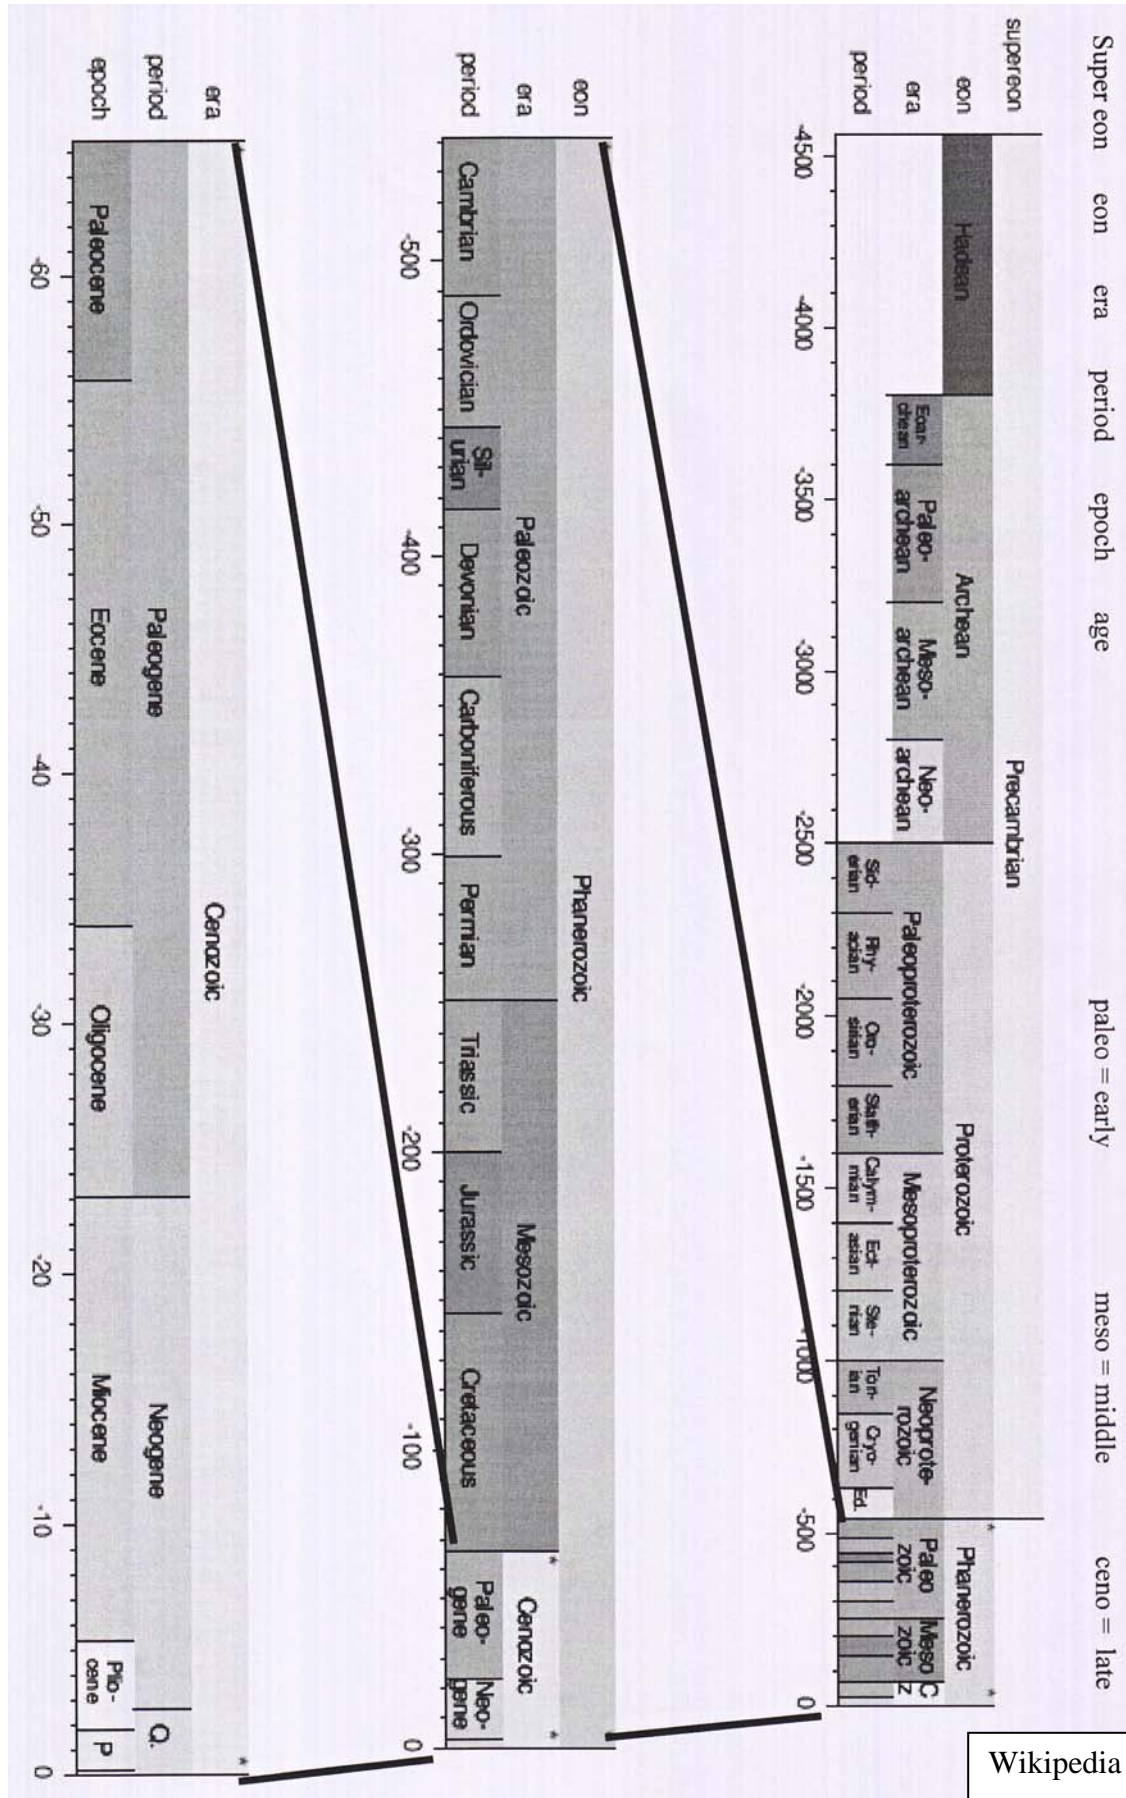 Super eon eon era period epoch age paleo = early meso = middle ceno = late
supereon Precambrian
eon Hadean Archean Proterozoic Phanerozoic
era Eoar-chean Paleo-archean Meso-archean Neo-archean Paleoproterozoic Mesoproterozoic Neoprote-rozoic Paleo zoic Meso zoic C Z
period Sid-erian Rhy-acian Oro-sirian Stath-erian Calym-mian Ect-asian Ste-nian Ton-ian Cryo-genian Ed.
-4500 -4000 -3500 -3000 -2500 -2000 -1500 -1000 -500 0
eon Phanerozoic
era Paleozoic Mesozoic Cenozoic
period Cambrian Ordovician Sil-urian Devonian Carboniferous Permian Triassic Jurassic Cretaceous Paleo-gene Neo-gene
-500 -400 -300 -200 -100 0
era Cenozoic
period Paleogene Neogene Q.
epoch Paleocene Eocene Oligocene Miocene Plio-cene P
-60 -50 -40 -30 -20 -10 0
Wikipedia